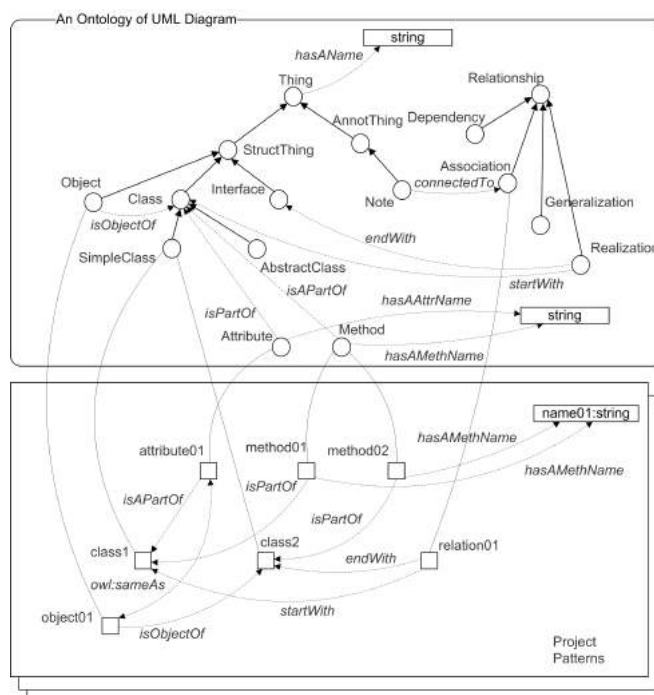 An Ontology of UML Diagram
string
hasAName
Thing
Relationship
AnnotThing
Dependency
StructThing
Association
Object
Class
Interface
Note
connectedTo
Generalization
isObjectOf
endWith
SimpleClass
AbstractClass
Realization
isAPartOf
startWith
isPartOf
hasAAttrName
Attribute
Method
string
hasAMethName
name01:string
attribute01
method01
method02
hasAMethName
hasAMethName
isAPartOf
isPartOf
isPartOf
class1
class2
relation01
endWith
owl:sameAs
startWith
object01
isObjectOf
Project
Patterns